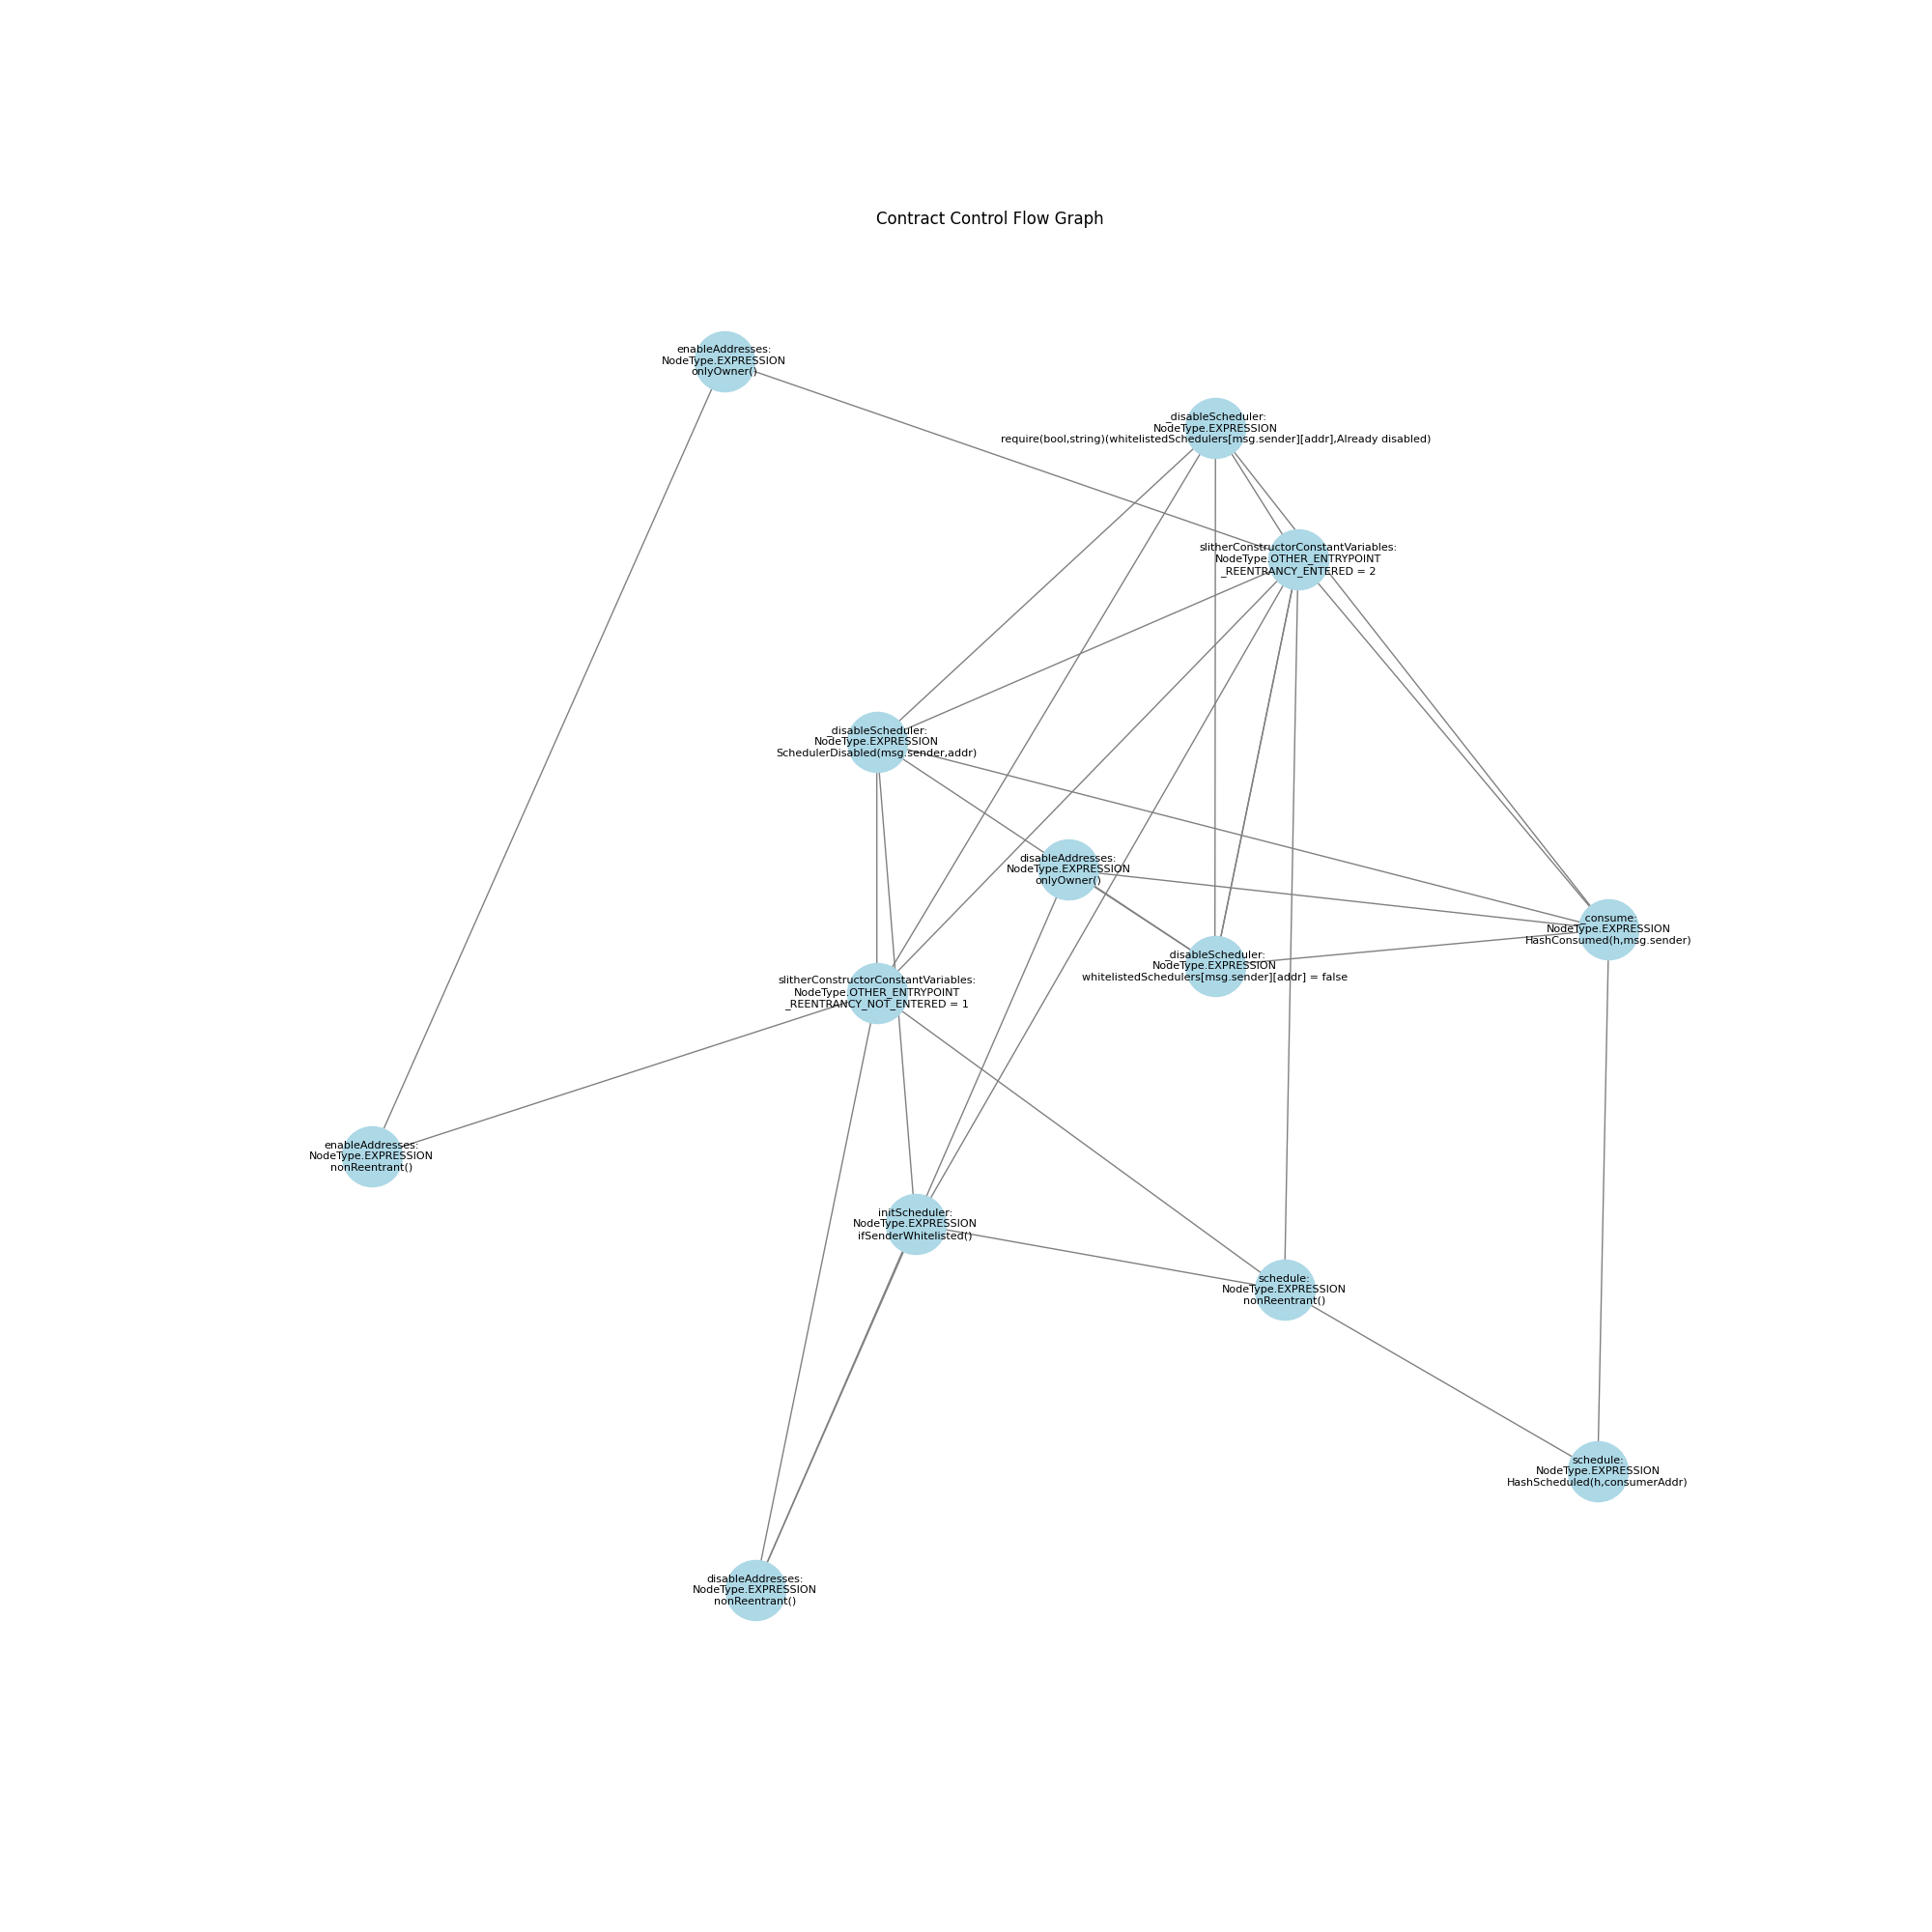 Contract Control Flow Graph
enableAddresses:
NodeType.EXPRESSION
onlyOwner()
_disableScheduler:
NodeType.EXPRESSION
require(bool,string)(whitelistedSchedulers[msg.sender][addr],Already disabled)
slitherConstructorConstantVariables:
NodeType.OTHER_ENTRYPOINT
_REENTRANCY_ENTERED = 2
_disableScheduler:
NodeType.EXPRESSION
SchedulerDisabled(msg.sender,addr)
disableAddresses:
NodeType.EXPRESSION
onlyOwner()
_consume:
NodeType.EXPRESSION
HashConsumed(h,msg.sender)
_disableScheduler:
NodeType.EXPRESSION
whitelistedSchedulers[msg.sender][addr] = false
slitherConstructorConstantVariables:
NodeType.OTHER_ENTRYPOINT
_REENTRANCY_NOT_ENTERED = 1
enableAddresses:
NodeType.EXPRESSION
nonReentrant()
initScheduler:
NodeType.EXPRESSION
ifSenderWhitelisted()
schedule:
NodeType.EXPRESSION
nonReentrant()
schedule:
NodeType.EXPRESSION
HashScheduled(h,consumerAddr)
disableAddresses:
NodeType.EXPRESSION
nonReentrant()